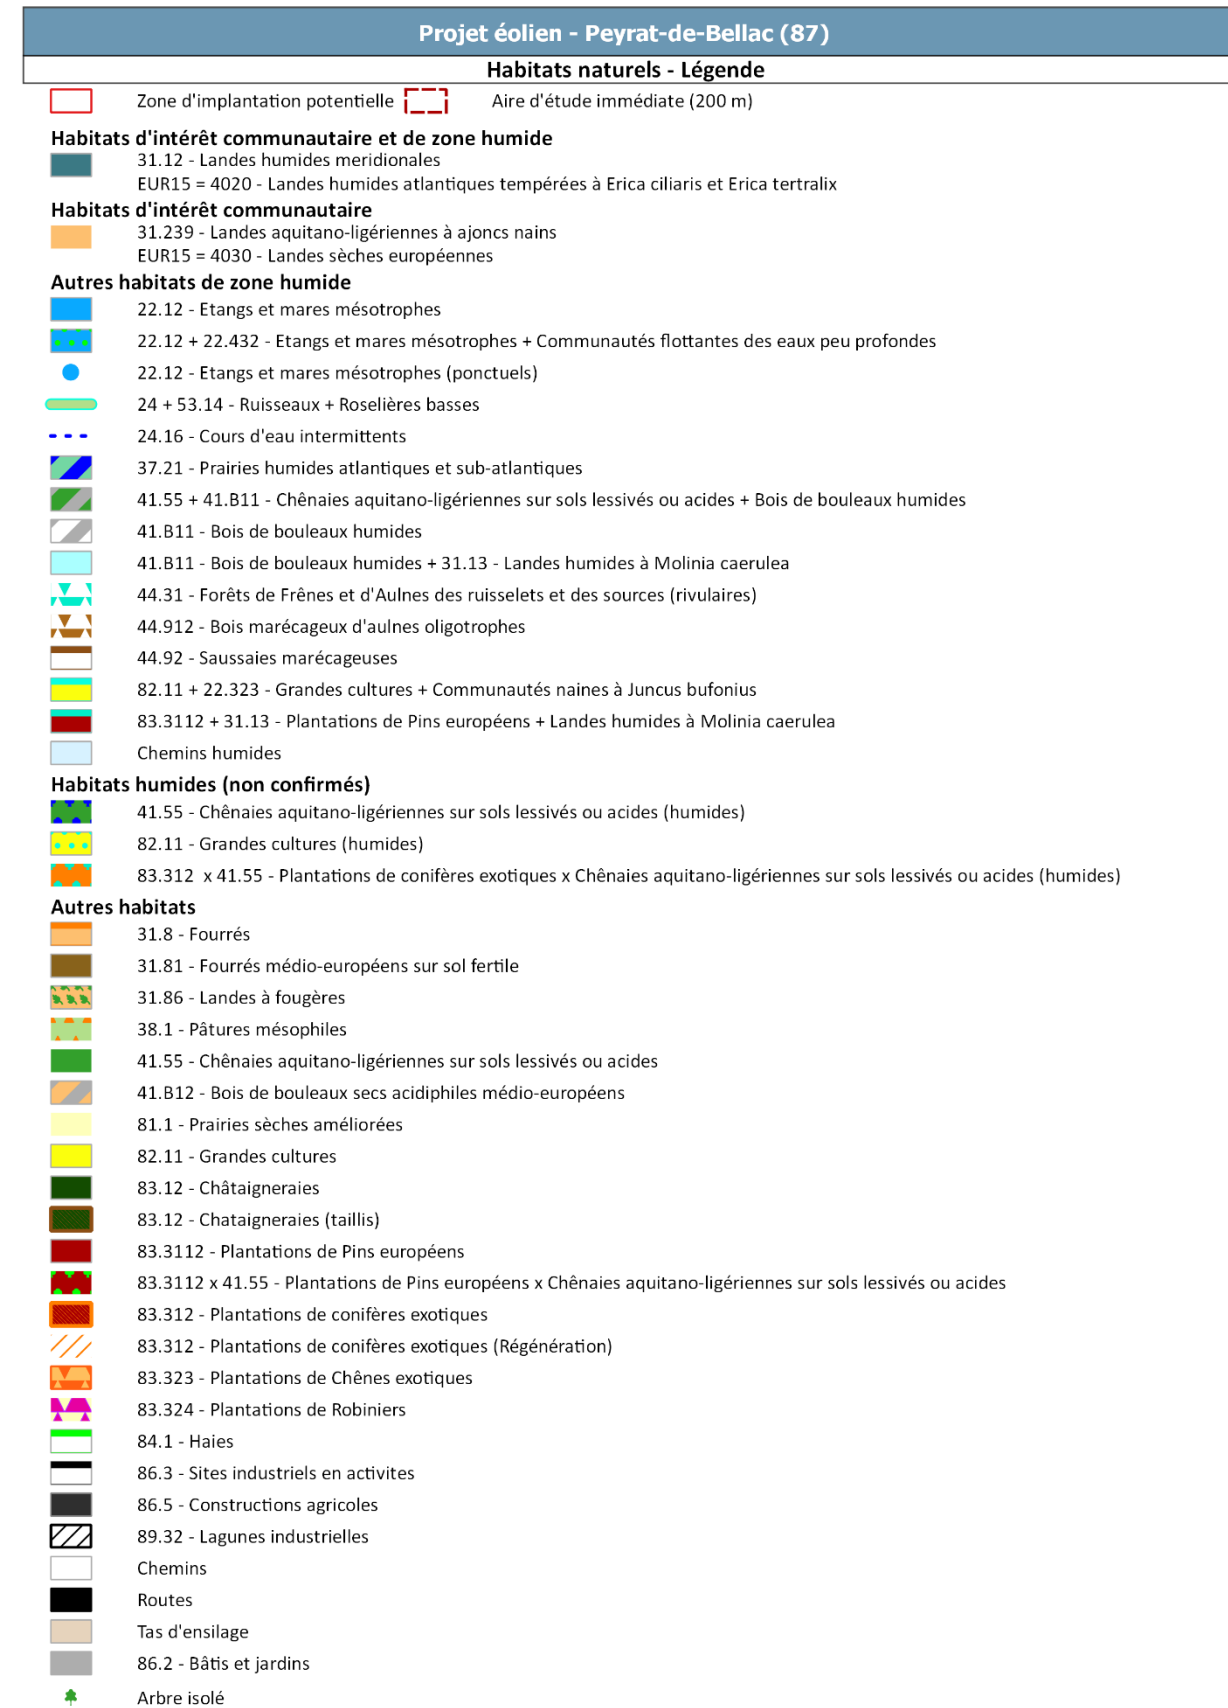 Projet éolien - Peyrat-de-Bellac (87)
Habitats naturels - Légende
Zone d'implantation potentielle Aire d'étude immédiate (200 m)
Habitats d'intérêt communautaire et de zone humide
31.12 - Landes humides meridionales
EUR15 = 4020 - Landes humides atlantiques tempérées à Erica ciliaris et Erica tertralix
Habitats d'intérêt communautaire
31.239 - Landes aquitano-ligériennes à ajoncs nains
EUR15 = 4030 - Landes sèches européennes
Autres habitats de zone humide
22.12 - Etangs et mares mésotrophes
22.12 + 22.432 - Etangs et mares mésotrophes + Communautés flottantes des eaux peu profondes
22.12 - Etangs et mares mésotrophes (ponctuels)
24 + 53.14 - Ruisseaux + Roselières basses
24.16 - Cours d'eau intermittents
37.21 - Prairies humides atlantiques et sub-atlantiques
41.55 + 41.B11 - Chênaies aquitano-ligériennes sur sols lessivés ou acides + Bois de bouleaux humides
41.B11 - Bois de bouleaux humides
41.B11 - Bois de bouleaux humides + 31.13 - Landes humides à Molinia caerulea
44.31 - Forêts de Frênes et d'Aulnes des ruisselets et des sources (rivulaires)
44.912 - Bois marécageux d'aulnes oligotrophes
44.92 - Saussaies marécageuses
82.11 + 22.323 - Grandes cultures + Communautés naines à Juncus bufonius
83.3112 + 31.13 - Plantations de Pins européens + Landes humides à Molinia caerulea
Chemins humides
Habitats humides (non confirmés)
41.55 - Chênaies aquitano-ligériennes sur sols lessivés ou acides (humides)
82.11 - Grandes cultures (humides)
83.312 x 41.55 - Plantations de conifères exotiques x Chênaies aquitano-ligériennes sur sols lessivés ou acides (humides)
Autres habitats
31.8 - Fourrés
31.81 - Fourrés médio-européens sur sol fertile
31.86 - Landes à fougères
38.1 - Pâtures mésophiles
41.55 - Chênaies aquitano-ligériennes sur sols lessivés ou acides
41.B12 - Bois de bouleaux secs acidiphiles médio-européens
81.1 - Prairies sèches améliorées
82.11 - Grandes cultures
83.12 - Châtaigneraies
83.12 - Chataigneraies (taillis)
83.3112 - Plantations de Pins européens
83.3112 x 41.55 - Plantations de Pins européens x Chênaies aquitano-ligériennes sur sols lessivés ou acides
83.312 - Plantations de conifères exotiques
83.312 - Plantations de conifères exotiques (Régénération)
83.323 - Plantations de Chênes exotiques
83.324 - Plantations de Robiniers
84.1 - Haies
86.3 - Sites industriels en activites
86.5 - Constructions agricoles
89.32 - Lagunes industrielles
Chemins
Routes
Tas d'ensilage
86.2 - Bâtis et jardins
Arbre isolé